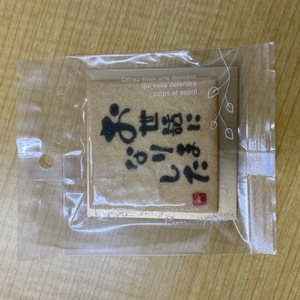 Offrez-vous une douceur
qui vous détendra
corps et esprit.
お世話に
なりま
した